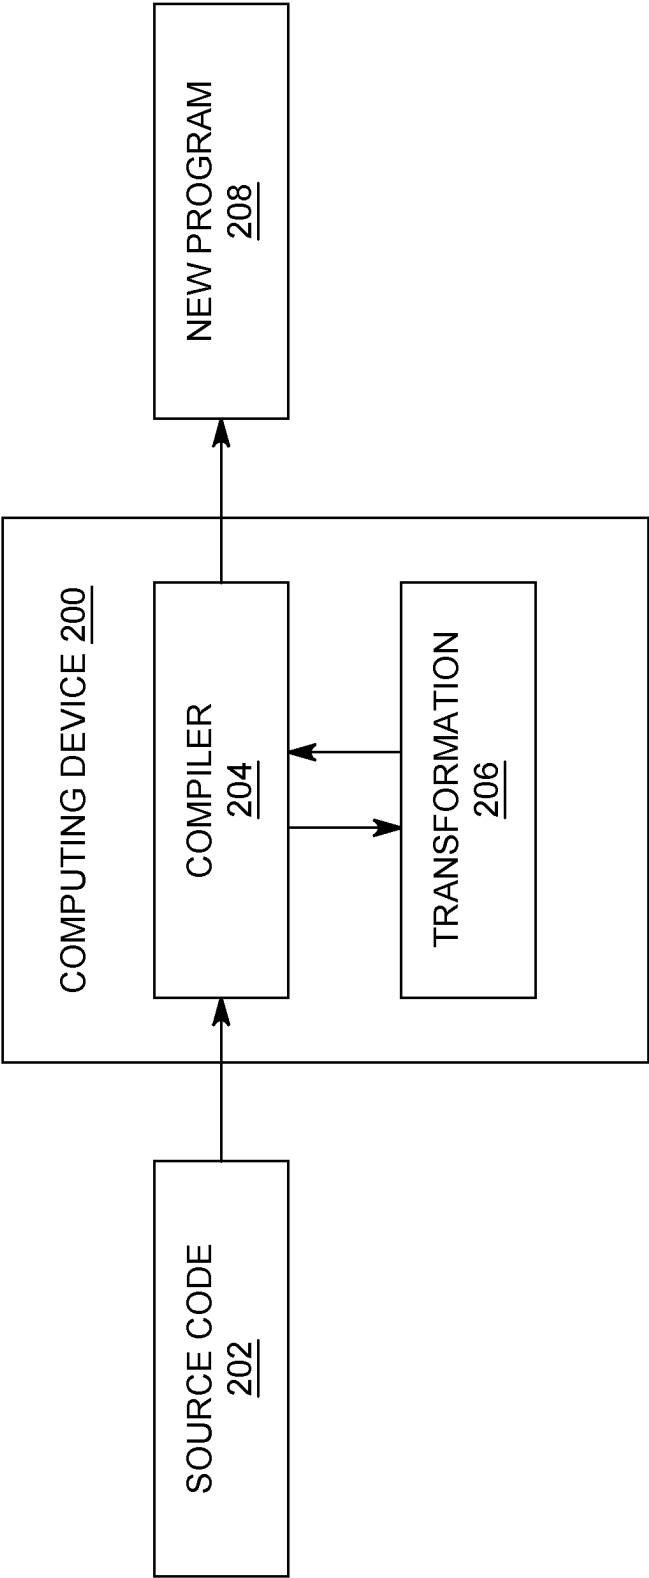 COMPUTING DEVICE 200
SOURCE CODE
202
COMPILER
204
NEW PROGRAM
208
TRANSFORMATION
206